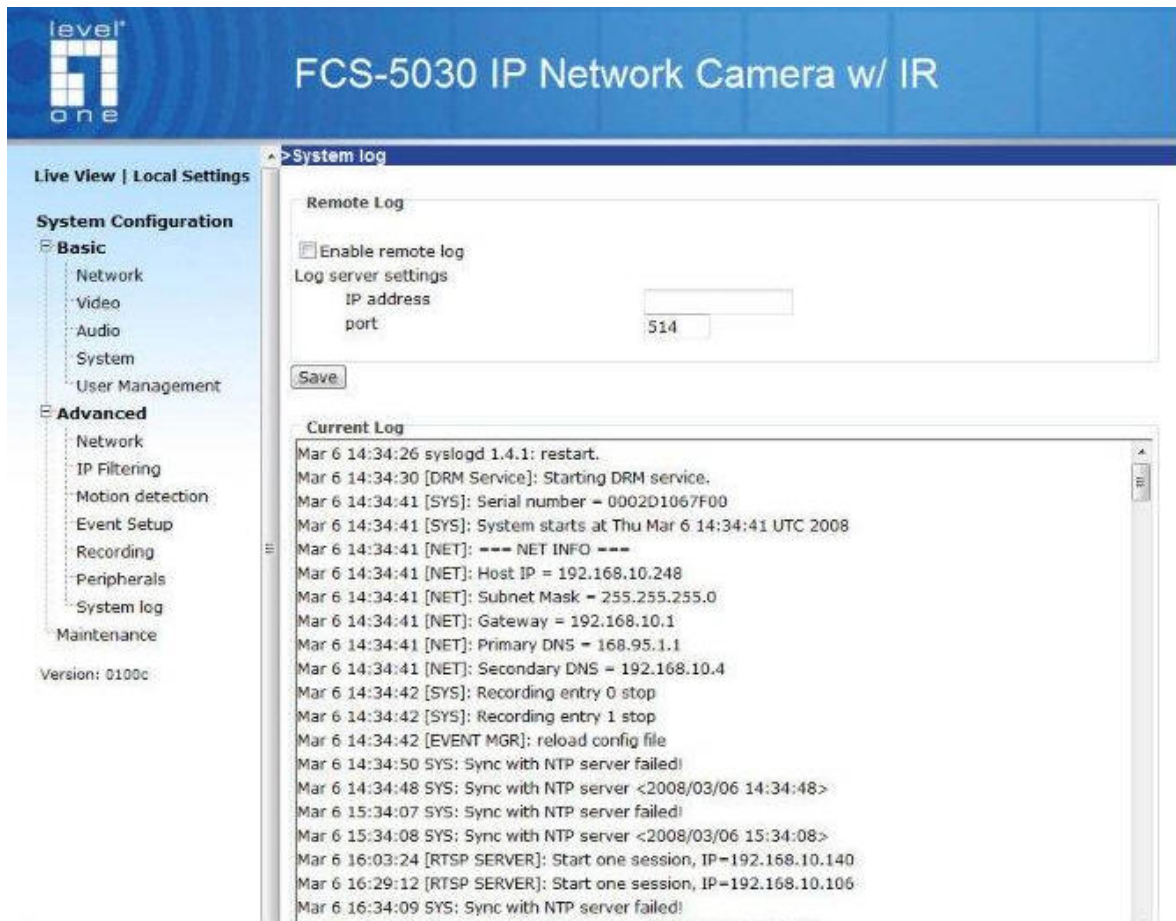 level
one
FCS-5030 IP Network Camera w/ IR
Live View | Local Settings
System Configuration
Basic
Network
Video
Audio
System
User Management
Advanced
Network
IP Filtering
Motion detection
Event Setup
Recording
Peripherals
System log
Maintenance
Version: 0100c
>System log
Remote Log
Enable remote log
Log server settings
IP address
port 514
Save
Current Log
Mar 6 14:34:26 syslogd 1.4.1: restart.
Mar 6 14:34:30 [DRM Service]: Starting DRM service.
Mar 6 14:34:41 [SYS]: Serial number = 0002D1067F00
Mar 6 14:34:41 [SYS]: System starts at Thu Mar 6 14:34:41 UTC 2008
Mar 6 14:34:41 [NET]: === NET INFO ===
Mar 6 14:34:41 [NET]: Host IP = 192.168.10.248
Mar 6 14:34:41 [NET]: Subnet Mask = 255.255.255.0
Mar 6 14:34:41 [NET]: Gateway = 192.168.10.1
Mar 6 14:34:41 [NET]: Primary DNS = 168.95.1.1
Mar 6 14:34:41 [NET]: Secondary DNS = 192.168.10.4
Mar 6 14:34:42 [SYS]: Recording entry 0 stop
Mar 6 14:34:42 [SYS]: Recording entry 1 stop
Mar 6 14:34:42 [EVENT MGR]: reload config file
Mar 6 14:34:50 SYS: Sync with NTP server failed!
Mar 6 14:34:48 SYS: Sync with NTP server <2008/03/06 14:34:48>
Mar 6 15:34:07 SYS: Sync with NTP server failed!
Mar 6 15:34:08 SYS: Sync with NTP server <2008/03/06 15:34:08>
Mar 6 16:03:24 [RTSP SERVER]: Start one session, IP=192.168.10.140
Mar 6 16:29:12 [RTSP SERVER]: Start one session, IP=192.168.10.106
Mar 6 16:34:09 SYS: Sync with NTP server failed!